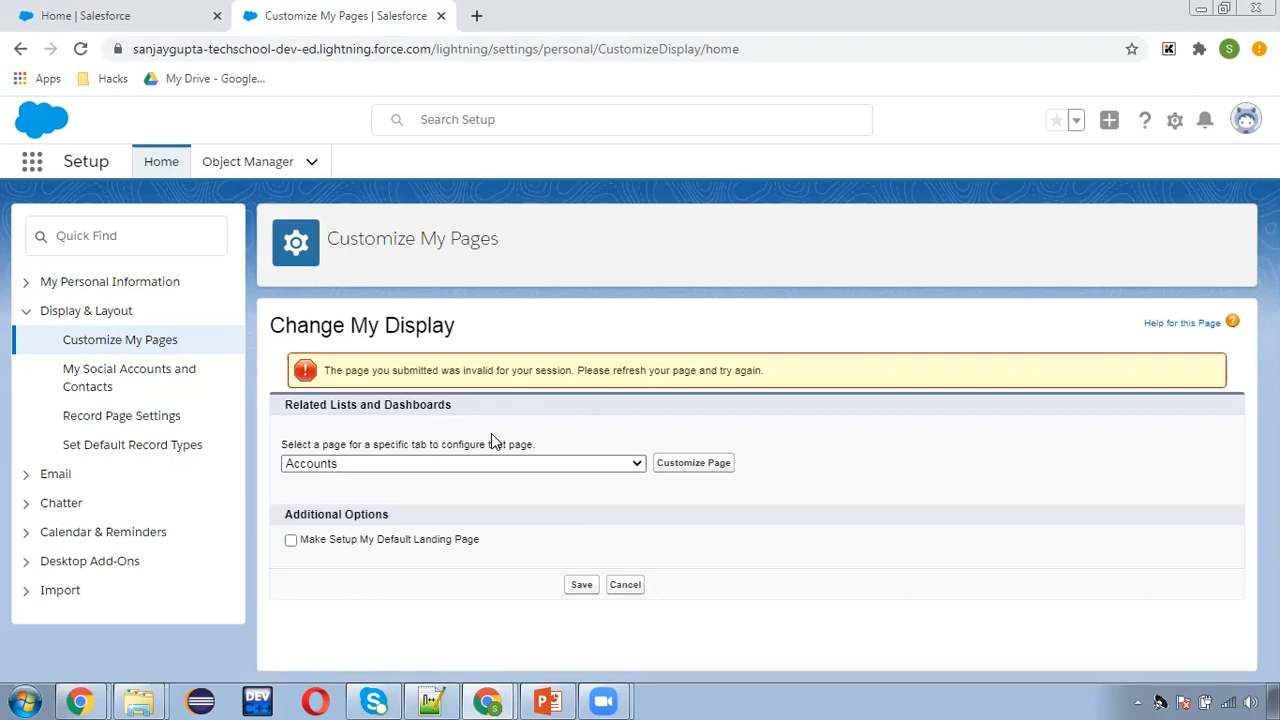 Home | Salesforce
Customize My Pages | Salesforce
sanjaygupta-techschool-dev-ed.lightning.force.com/lightning/settings/personal/CustomizeDisplay/home
K
S
Apps
Hacks
My Drive - Google...
Search Setup
Setup
Home
Object Manager
Quick Find
Customize My Pages
My Personal Information
Display & Layout
Customize My Pages
My Social Accounts and
Contacts
Record Page Settings
Set Default Record Types
Email
Chatter
Calendar & Reminders
Desktop Add-Ons
Import
Change My Display
Help for this Page
The page you submitted was invalid for your session. Please refresh your page and try again.
Related Lists and Dashboards
Select a page for a specific tab to configure that page.
Accounts
Customize Page
Additional Options
Make Setup My Default Landing Page
Save
Cancel
DEV